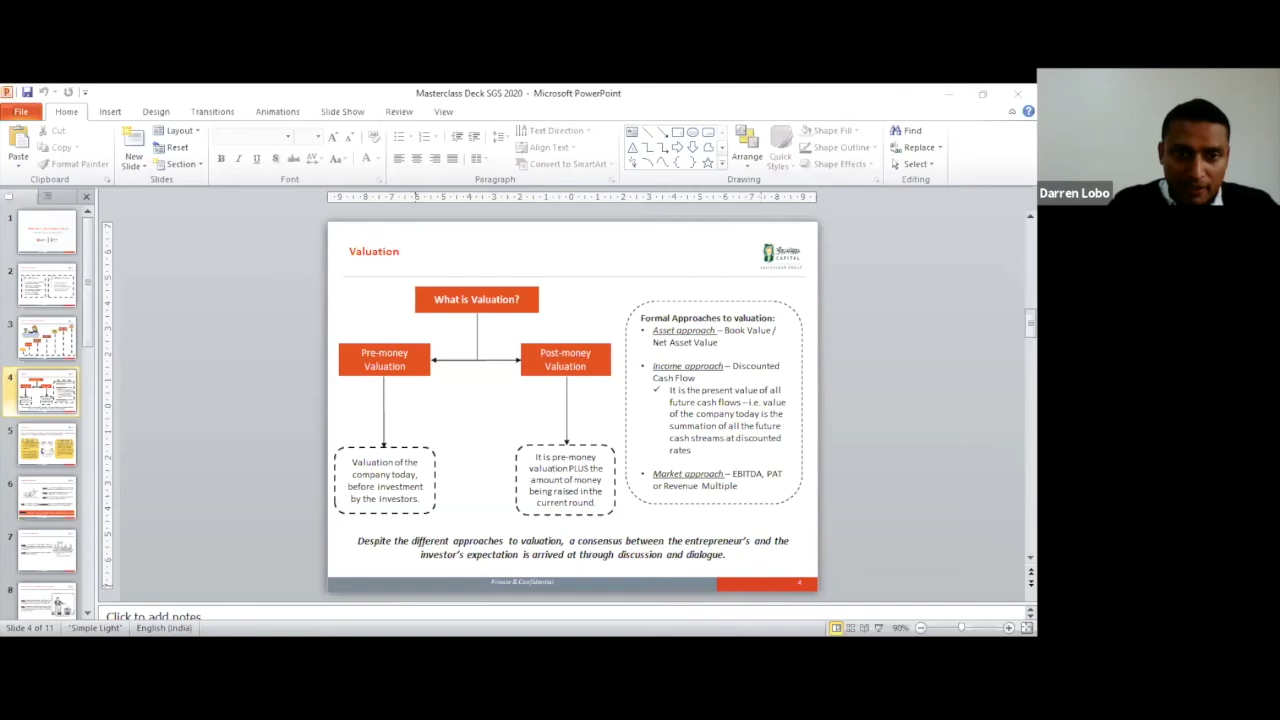 Masterclass Deck SGS 2020 - Microsoft PowerPoint
File Home Insert Design Transitions Animations Slide Show Review View
Paste
Cut
Copy
Format Painter
Clipboard
New
Slide
Layout
Reset
Section
Slides
Font
Text Direction
Align Text
Convert to SmartArt
Paragraph
Arrange
Quick
Styles
Shape Fill
Shape Outline
Shape Effects
Drawing
Find
Replace
Select
Editing
Darren Lobo
1
2
3
4
5
6
7
8
Valuation
CAPITAL
What is Valuation?
Pre-money
Valuation
Post-money
Valuation
Valuation of the
company today,
before investment
by the investors.
It is pre-money
valuation PLUS the
amount of money
being raised in the
current round.
Formal Approaches to valuation:
• Asset approach – Book Value /
Net Asset Value
• Income approach – Discounted
Cash Flow
✓ It is the present value of all
future cash flows – i.e. value
of the company today is the
summation of all the future
cash streams at discounted
rates
• Market approach – EBITDA, PAT
or Revenue Multiple
Despite the different approaches to valuation, a consensus between the entrepreneur's and the
investor's expectation is arrived at through discussion and dialogue.
Private & Confidential
4
Click to add notes
Slide 4 of 11 "Simple Light" English (India) 90%